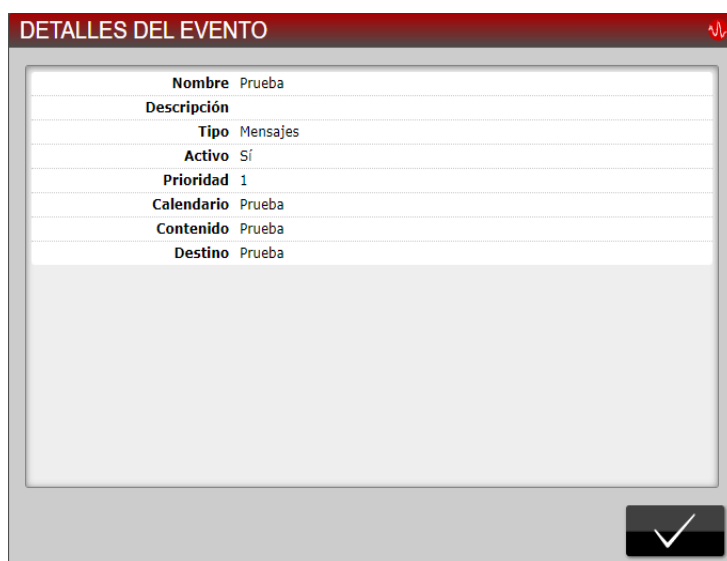 DETALLES DEL EVENTO
Nombre Prueba
Descripción
Tipo Mensajes
Activo Sí
Prioridad 1
Calendario Prueba
Contenido Prueba
Destino Prueba